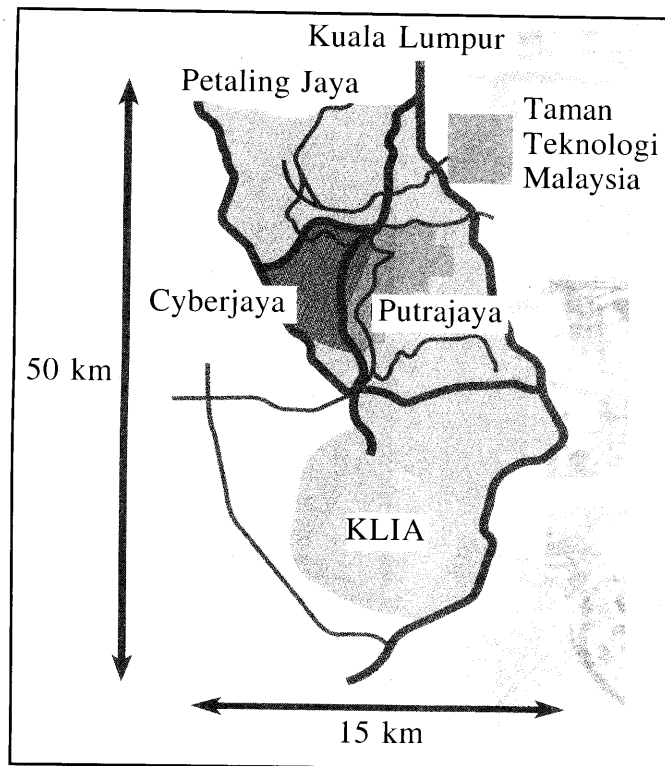 Kuala Lumpur
Petaling Jaya
Taman
Teknologi
Malaysia
Cyberjaya
Putrajaya
50 km
KLIA
15 km